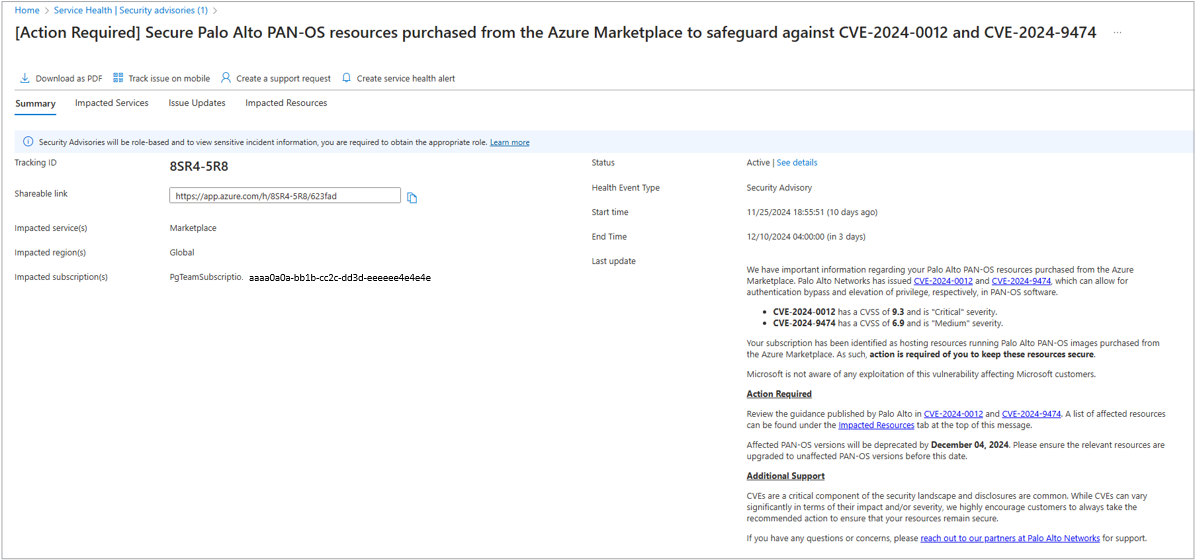 Home > Service Health | Security advisories (1) >
[Action Required] Secure Palo Alto PAN-OS resources purchased from the Azure Marketplace to safeguard against CVE-2024-0012 and CVE-2024-9474 ...
Download as PDF Track issue on mobile Create a support request Create service health alert
Summary Impacted Services Issue Updates Impacted Resources
Security Advisories will be role-based and to view sensitive incident information, you are required to obtain the appropriate role. Learn more
Tracking ID
8SR4-5R8
Shareable link
https://app.azure.com/h/8SR4-5R8/623fad
Impacted service(s)
Marketplace
Impacted region(s)
Global
Impacted subscription(s)
PgTeamSubscriptio. aaaa0a0a-bb1b-cc2c-dd3d-eeeeee4e4e4e
Status
Active | See details
Health Event Type
Security Advisory
Start time
11/25/2024 18:55:51 (10 days ago)
End Time
12/10/2024 04:00:00 (in 3 days)
Last update
We have important information regarding your Palo Alto PAN-OS resources purchased from the Azure
Marketplace. Palo Alto Networks has issued CVE-2024-0012 and CVE-2024-9474, which can allow for
authentication bypass and elevation of privilege, respectively, in PAN-OS software.
• CVE-2024-0012 has a CVSS of 9.3 and is "Critical" severity.
• CVE-2024-9474 has a CVSS of 6.9 and is "Medium" severity.
Your subscription has been identified as hosting resources running Palo Alto PAN-OS images purchased from
the Azure Marketplace. As such, action is required of you to keep these resources secure.
Microsoft is not aware of any exploitation of this vulnerability affecting Microsoft customers.
Action Required
Review the guidance published by Palo Alto in CVE-2024-0012 and CVE-2024-9474. A list of affected resources
can be found under the Impacted Resources tab at the top of this message.
Affected PAN-OS versions will be deprecated by December 04, 2024. Please ensure the relevant resources are
upgraded to unaffected PAN-OS versions before this date.
Additional Support
CVEs are a critical component of the security landscape and disclosures are common. While CVEs can vary
significantly in terms of their impact and/or severity, we highly encourage customers to always take the
recommended action to ensure that your resources remain secure.
If you have any questions or concerns, please reach out to our partners at Palo Alto Networks for support.